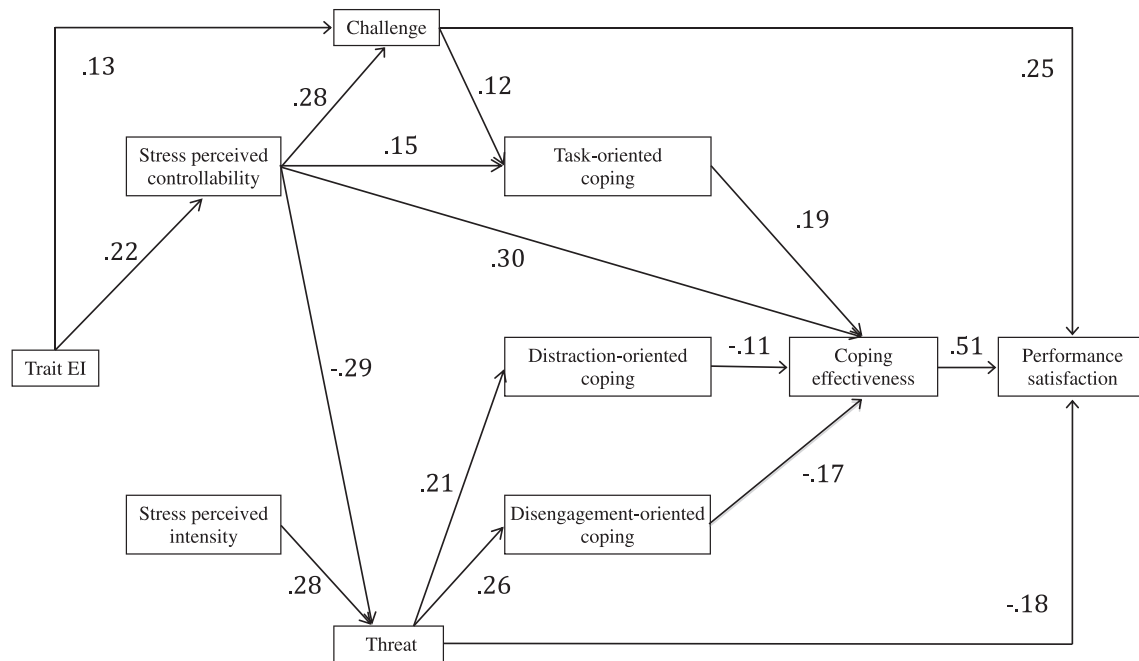 Challenge
.13
.25
.28
.12
Stress perceived
controllability
.15
Task-oriented
coping
.22
.19
.30
Trait EI
-.29
Distraction-oriented
coping
-.11
Coping
effectiveness
.51
Performance
satisfaction
.21
-.17
Stress perceived
intensity
Disengagement-oriented
coping
.28
.26
-.18
Threat